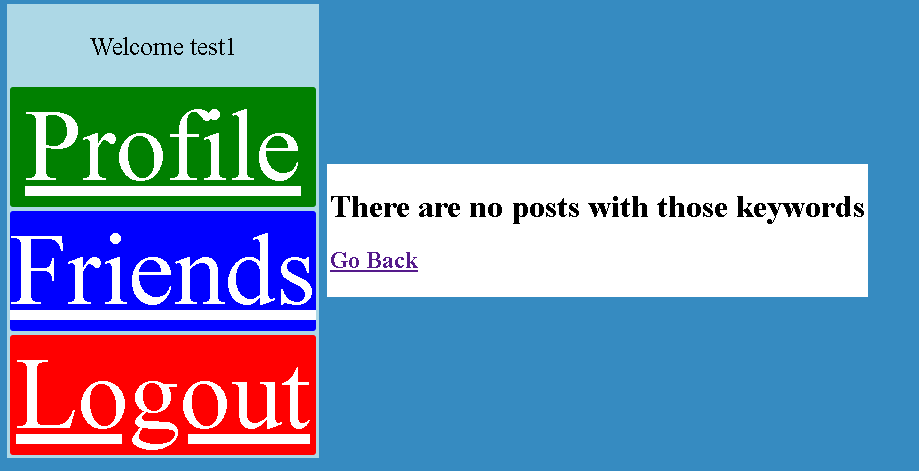 Welcome test1
Profile
Friends
Logout
There are no posts with those keywords
Go Back